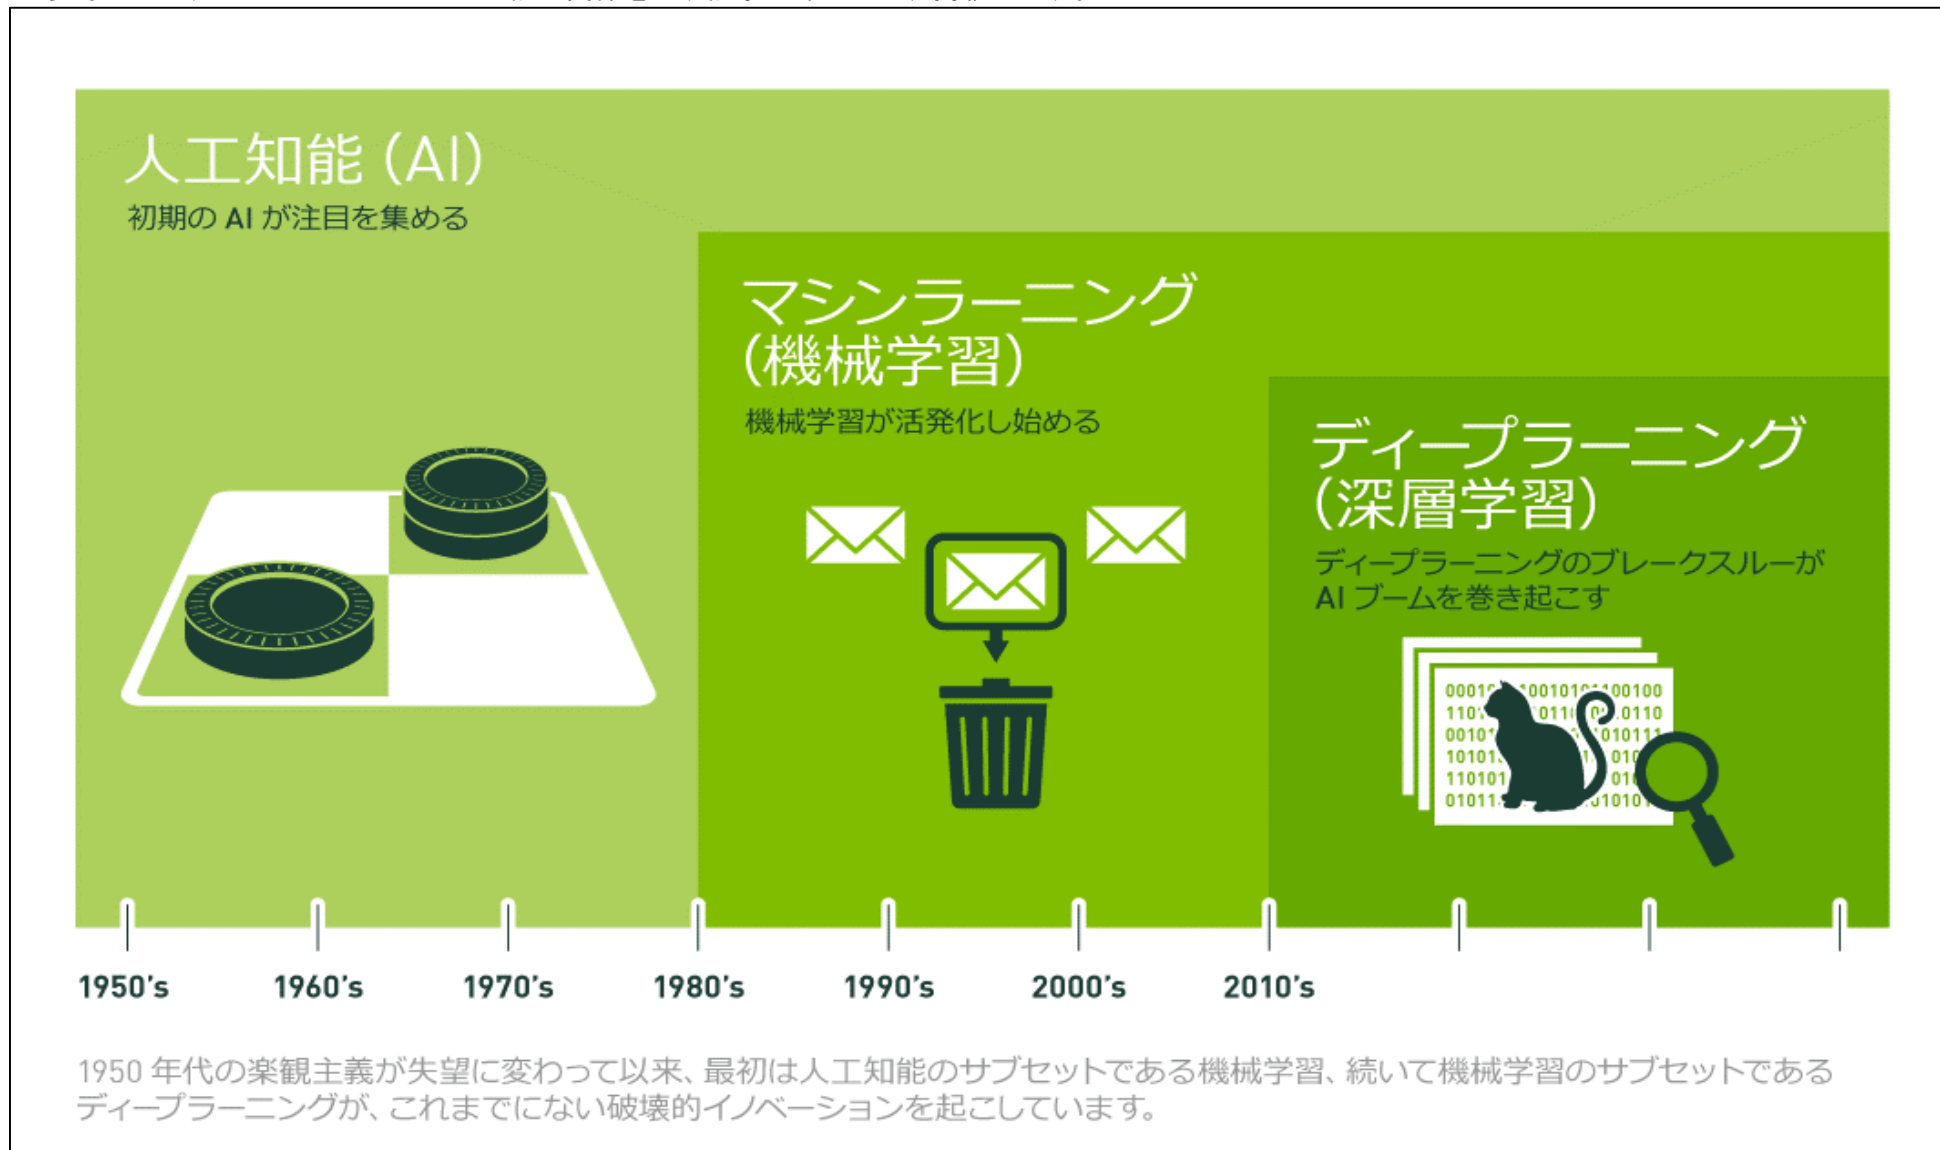 人工知能 (AI)
初期の AI が注目を集める
マシンラーニング
(機械学習)
機械学習が活発化し始める
ディープラーニング
(深層学習)
ディープラーニングのブレークスルーが
AI ブームを巻き起こす
1950's 1960's 1970's 1980's 1990's 2000's 2010's
1950 年代の楽観主義が失望に変わって以来、最初は人工知能のサブセットである機械学習、続いて機械学習のサブセットである
ディープラーニングが、これまでにない破壊的イノベーションを起こしています。